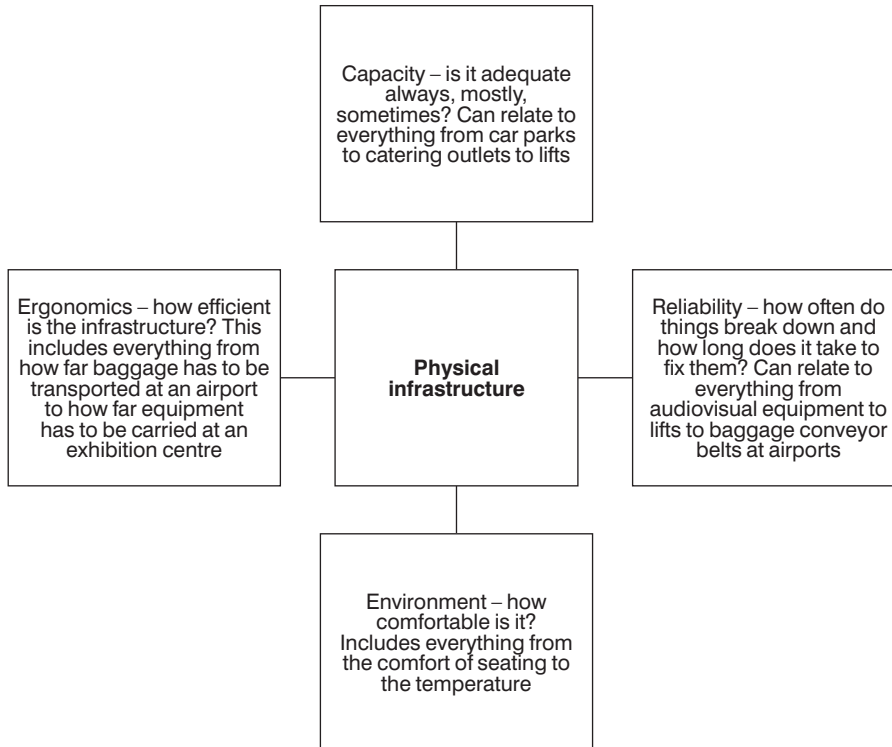 Capacity – is it adequate
always, mostly,
sometimes? Can relate to
everything from car parks
to catering outlets to lifts
Ergonomics – how efficient
is the infrastructure? This
includes everything from
how far baggage has to be
transported at an airport
to how far equipment
has to be carried at an
exhibition centre
Physical
infrastructure
Reliability – how often do
things break down and
how long does it take to
fix them? Can relate to
everything from
audiovisual equipment to
lifts to baggage conveyor
belts at airports
Environment – how
comfortable is it?
Includes everything from
the comfort of seating to
the temperature